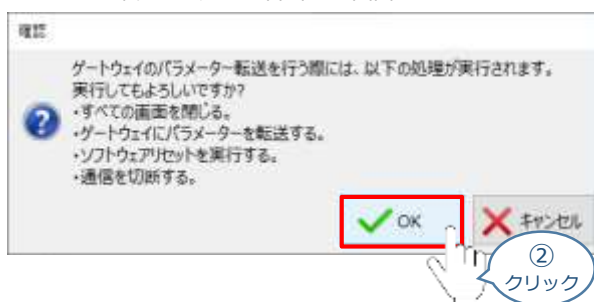 確認
ゲートウェイのパラメーター転送を行う際には、以下の処理が実行されます。
実行してもよろしいですか?
・すべての画面を閉じる。
・ゲートウェイにパラメーターを転送する。
・ソフトウェアリセットを実行する。
・通信を切断する。
OK
キャンセル
②
クリック